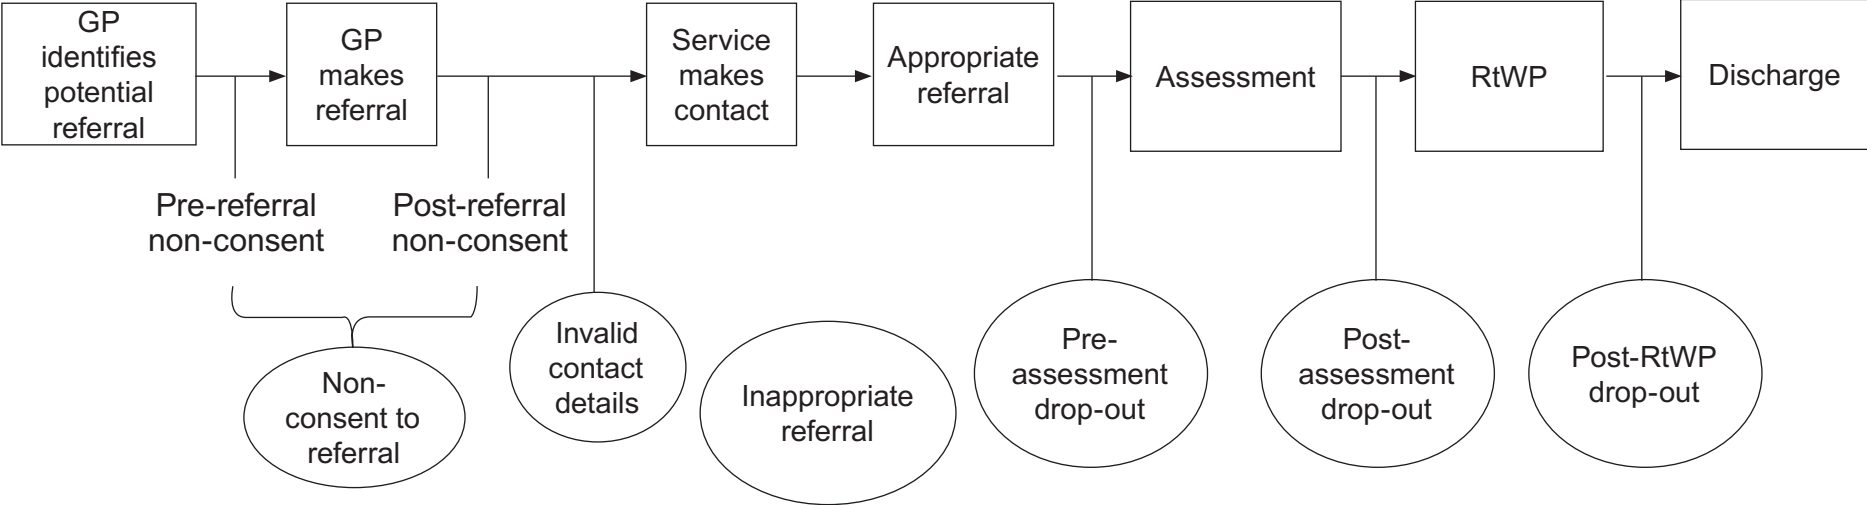 GP
identifies
potential
referral
GP
makes
referral
Service
makes
contact
Appropriate
referral
Assessment
RtWP
Discharge
Pre-referral
non-consent
Post-referral
non-consent
Non-
consent to
referral
Invalid
contact
details
Inappropriate
referral
Pre-
assessment
drop-out
Post-
assessment
drop-out
Post-RtWP
drop-out